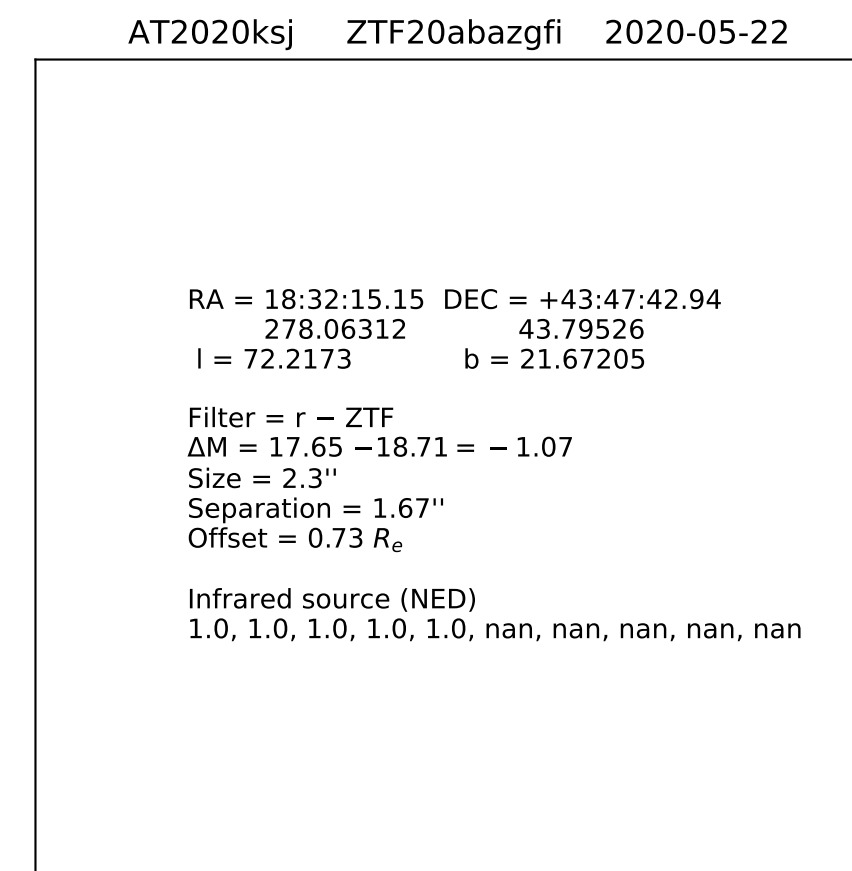 AT2020ksj ZTF20abazgfi 2020-05-22
RA = 18:32:15.15 DEC = +43:47:42.94
278.06312 43.79526
l = 72.2173 b = 21.67205
Filter = r − ZTF
ΔM = 17.65 −18.71 = − 1.07
Size = 2.3''
Separation = 1.67''
Offset = 0.73 Re
Infrared source (NED)
1.0, 1.0, 1.0, 1.0, 1.0, nan, nan, nan, nan, nan